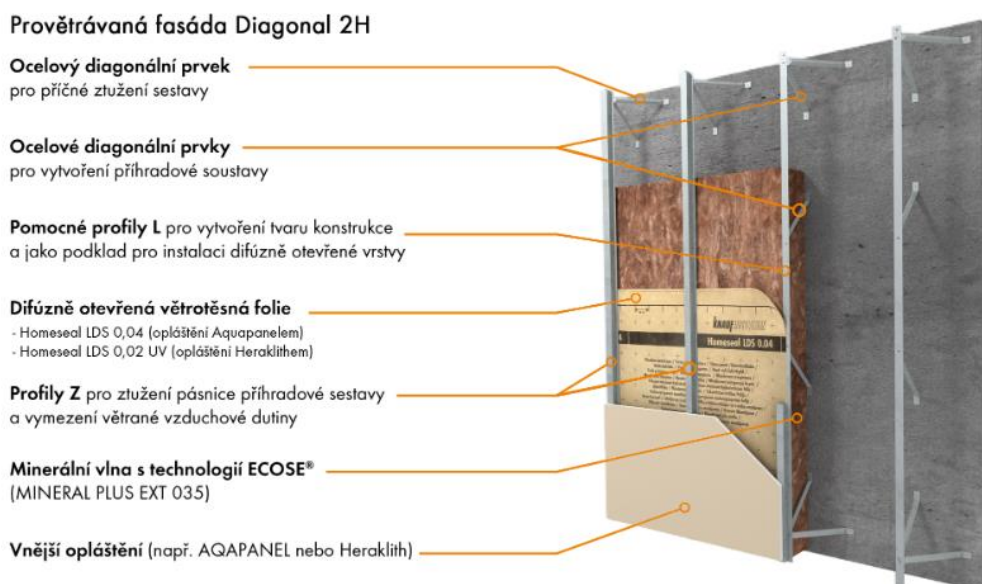 Provětrávaná fasáda Diagonal 2H
Ocelový diagonální prvek
pro příčné ztužení sestavy
Ocelové diagonální prvky
pro vytvoření příhradové soustavy
Pomocné profily L pro vytvoření tvaru konstrukce
a jako podklad pro instalaci difúzně otevřené vrstvy
Difúzně otevřená větrotěsná folie
- Homeseal LDS 0,04 (opláštění Aquapanelem)
- Homeseal LDS 0,02 UV (opláštění Heraklithem)
Profily Z pro ztužení pásnice příhradové sestavy
a vymezení větrané vzduchové dutiny
Minerální vlna s technologií ECOSE®
(MINERAL PLUS EXT 035)
Vnější opláštění (např. AQAPANEL nebo Heraklith)
knaufINSULATION
Homeseal LDS 0.04